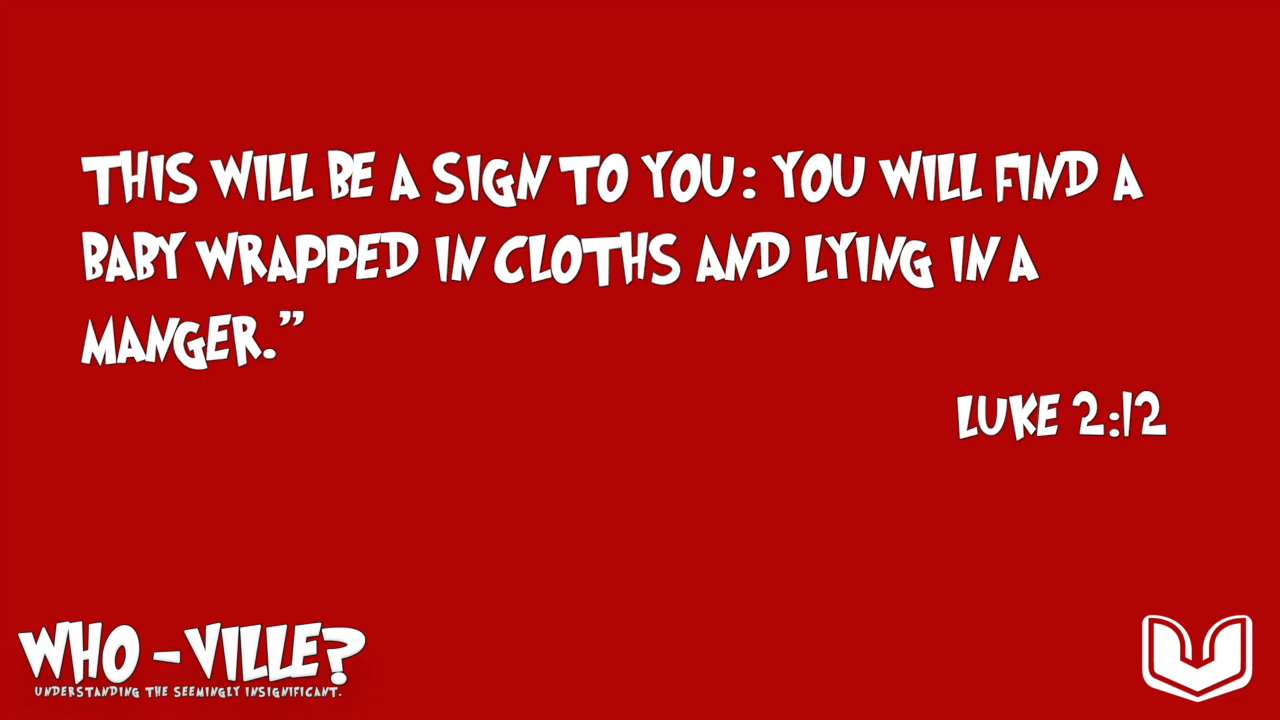 THIS WILL BE A SIGN TO YOU: YOU WILL FIND A
BABY WRAPPED IN CLOTHS AND LYING IN A
MANGER.”
LUKE 2:12
WHO-VILLE?
UNDERSTANDING THE SEEMINGLY INSIGNIFICANT.